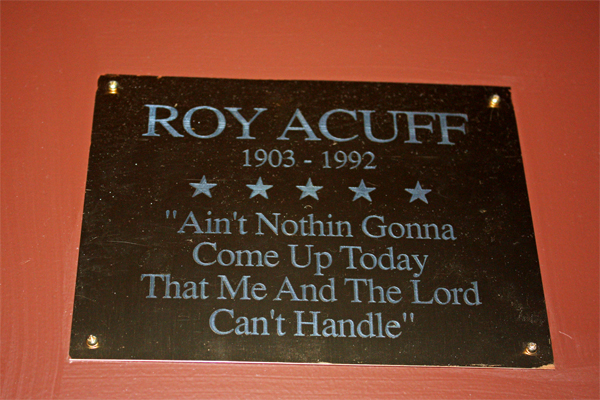 ROY ACUFF
1903 - 1992
"Ain't Nothin Gonna
Come Up Today
That Me And The Lord
Can't Handle"